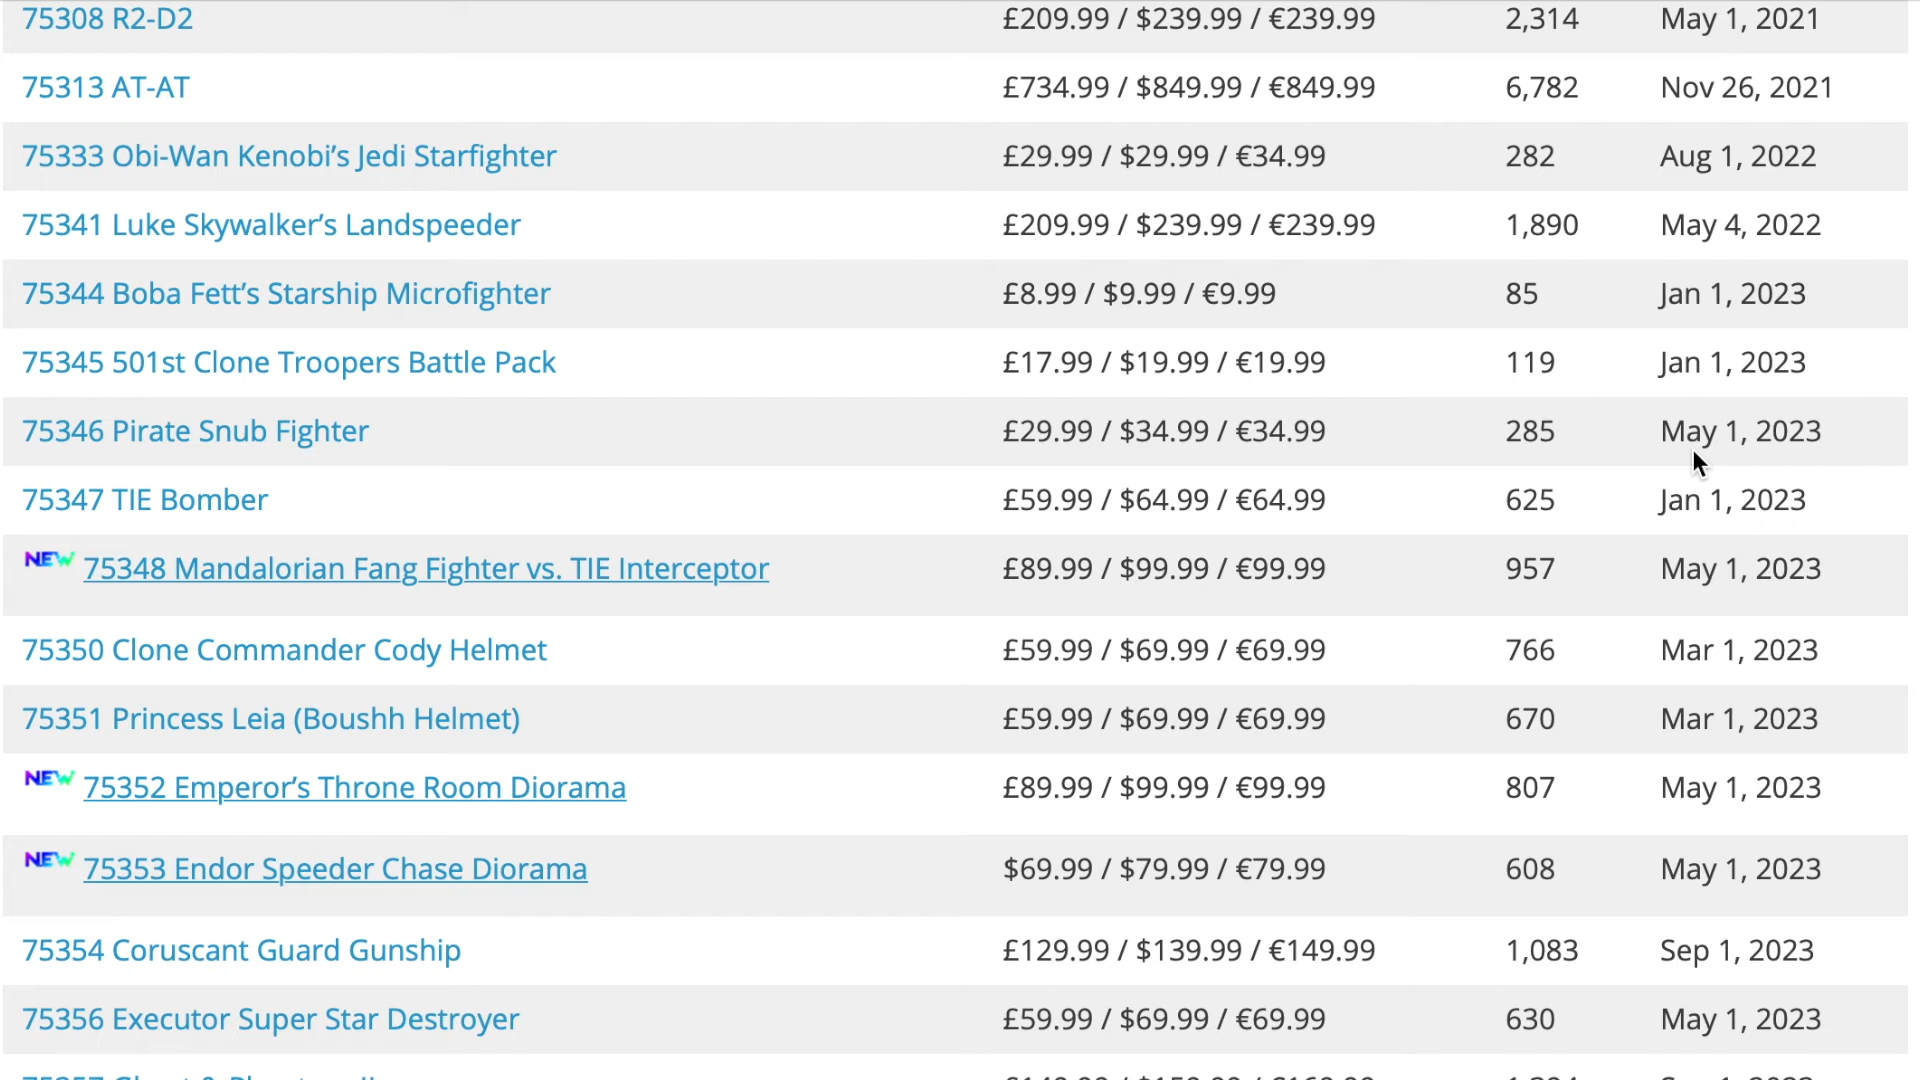 75308 R2-D2 £209.99 / $239.99 / €239.99 2,314 May 1, 2021
75313 AT-AT £734.99 / $849.99 / €849.99 6,782 Nov 26, 2021
75333 Obi-Wan Kenobi’s Jedi Starfighter £29.99 / $29.99 / €34.99 282 Aug 1, 2022
75341 Luke Skywalker’s Landspeeder £209.99 / $239.99 / €239.99 1,890 May 4, 2022
75344 Boba Fett’s Starship Microfighter £8.99 / $9.99 / €9.99 85 Jan 1, 2023
75345 501st Clone Troopers Battle Pack £17.99 / $19.99 / €19.99 119 Jan 1, 2023
75346 Pirate Snub Fighter £29.99 / $34.99 / €34.99 285 May 1, 2023
75347 TIE Bomber £59.99 / $64.99 / €64.99 625 Jan 1, 2023
NEW 75348 Mandalorian Fang Fighter vs. TIE Interceptor £89.99 / $99.99 / €99.99 957 May 1, 2023
75350 Clone Commander Cody Helmet £59.99 / $69.99 / €69.99 766 Mar 1, 2023
75351 Princess Leia (Boushh Helmet) £59.99 / $69.99 / €69.99 670 Mar 1, 2023
NEW 75352 Emperor’s Throne Room Diorama £89.99 / $99.99 / €99.99 807 May 1, 2023
NEW 75353 Endor Speeder Chase Diorama $69.99 / $79.99 / €79.99 608 May 1, 2023
75354 Coruscant Guard Gunship £129.99 / $139.99 / €149.99 1,083 Sep 1, 2023
75356 Executor Super Star Destroyer £59.99 / $69.99 / €69.99 630 May 1, 2023